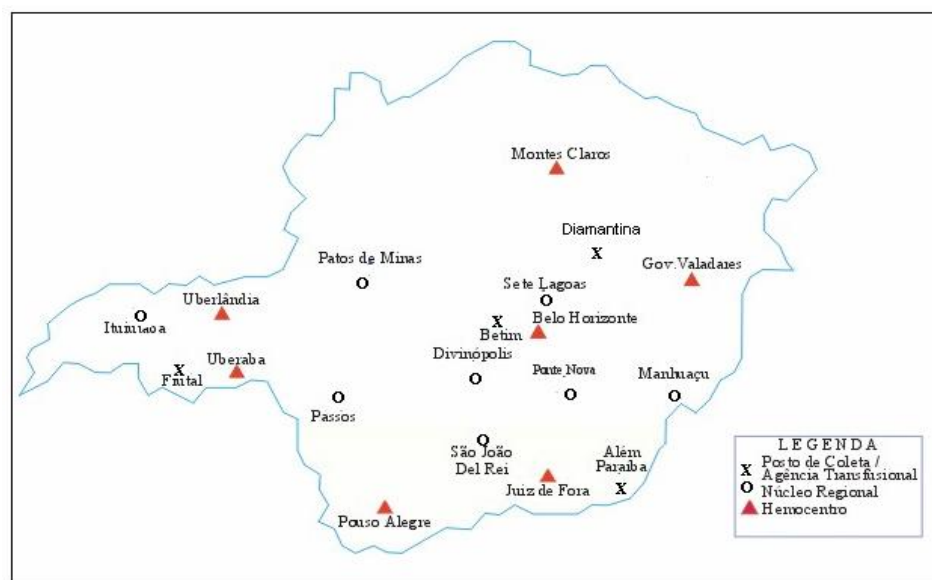 Montes Claros
Diamantina
Patos de Minas
Gov.Valadares
Sete Lagoas
Uberlândia
Belo Horizonte
X
Betim
Divinópolis
Uberaba
Ponte Nova
Manhuaçu
X
Frutal
Passos
São João
Del Rei
Além
Paraíba
Juiz de Fora
Pouso Alegre
LEGENDA
X Posto de Coleta /
Agência Transfusional
O Núcleo Regional
Hemocentro